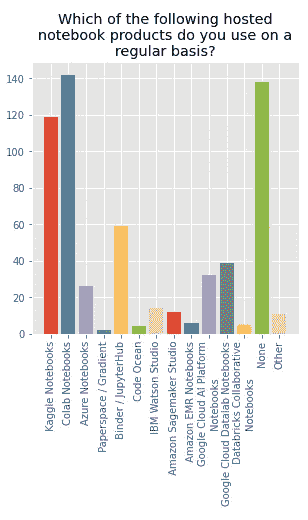 Which of the following hosted
notebook products do you use on a
regular basis?
140
120
100
80
60
40
20
0
Kaggle Notebooks
Colab Notebooks
Azure Notebooks
Paperspace / Gradient
Binder / JupyterHub
Code Ocean
IBM Watson Studio
Amazon Sagemaker Studio
Amazon EMR Notebooks
Google Cloud AI Platform
Notebooks
Google Cloud Datalab Notebooks
Databricks Collaborative
Notebooks
None
Other